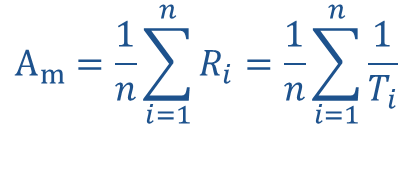 A_m = \frac{1}{n} \sum_{i=1}^{n} R_i = \frac{1}{n} \sum_{i=1}^{n} \frac{1}{T_i}